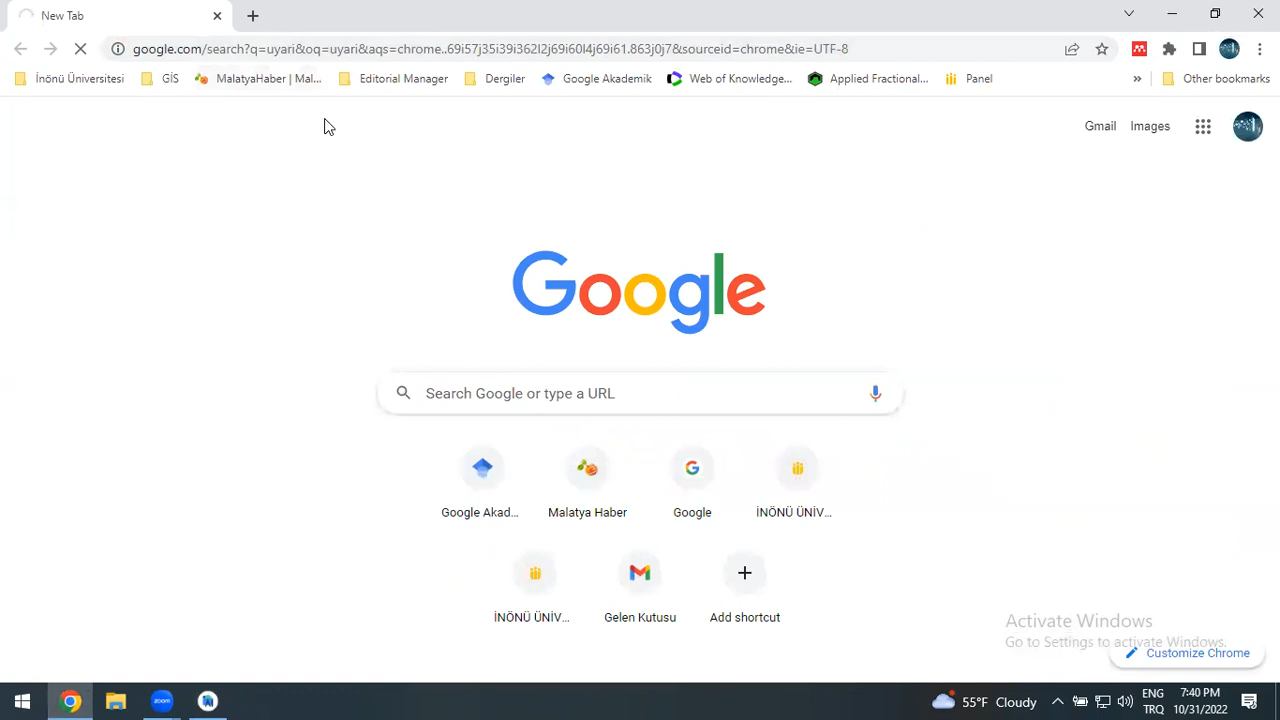 New Tab
google.com/search?q=uyari&oq=uyari&aqs=chrome..69i57j35i39i362l2j69i60l4j69i61.863j0j7&sourceid=chrome&ie=UTF-8
İnönü Üniversitesi GİS MalatyaHaber | Mal... Editorial Manager Dergiler Google Akademik Web of Knowledge... Applied Fractional... Panel » Other bookmarks
Gmail Images
Google
Search Google or type a URL
Google Akad... Malatya Haber Google İNÖNÜ ÜNİV...
İNÖNÜ ÜNİV... Gelen Kutusu Add shortcut
Activate Windows
Go to Settings to activate Windows.
Customize Chrome
zoom
55°F Cloudy
ENG
TRQ
7:40 PM
10/31/2022